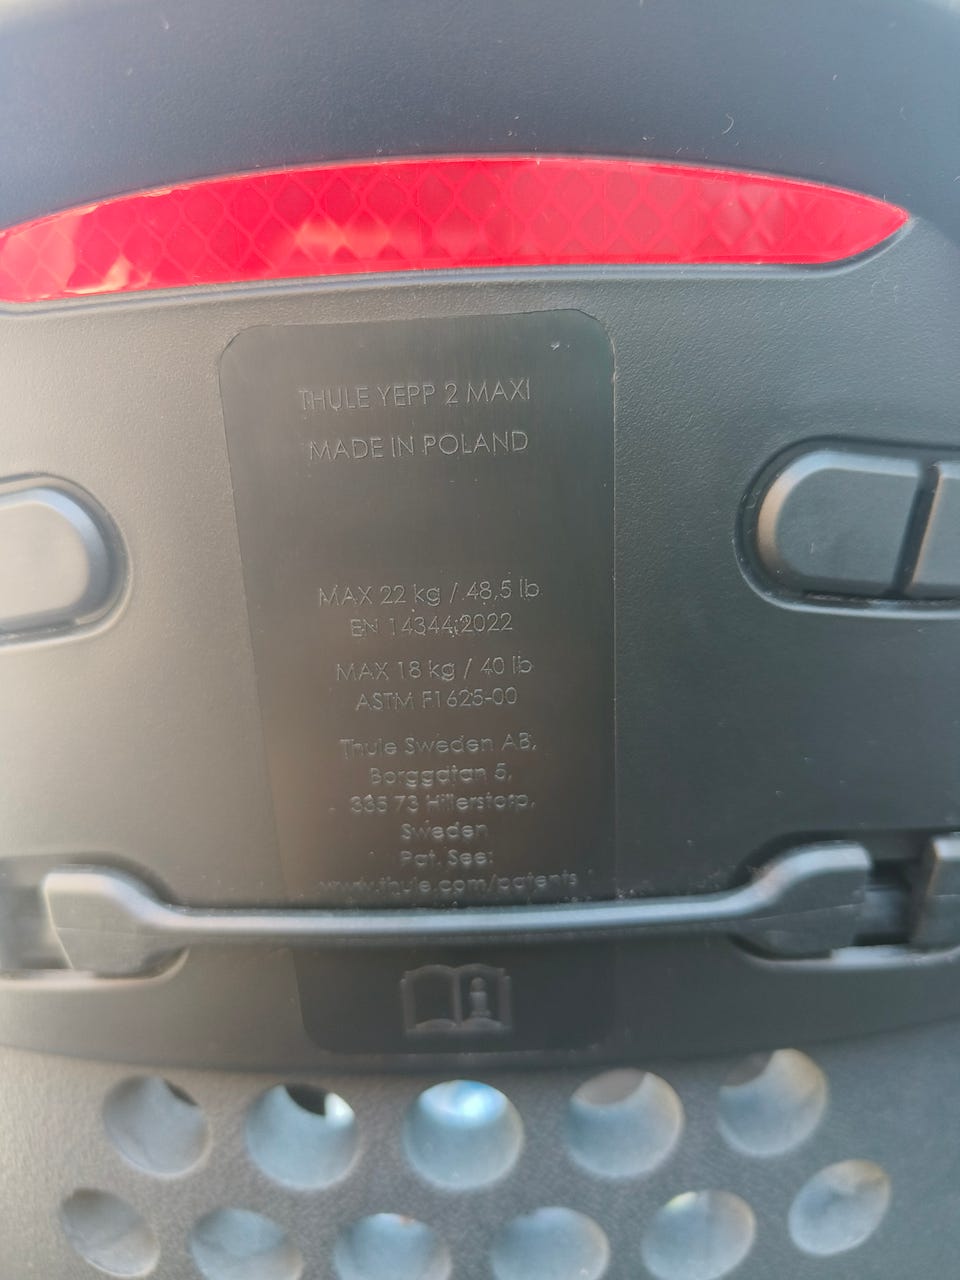 THULE YEPP 2 MAXI
MADE IN POLAND
MAX 22 kg / 48,5 lb
EN 14344:2022
MAX 18 kg / 40 lb
ASTM F1625-00
Thule Sweden AB,
Borggatan 5,
335 73 Hillerstorp,
Sweden
Pat. See:
www.thule.com/patents